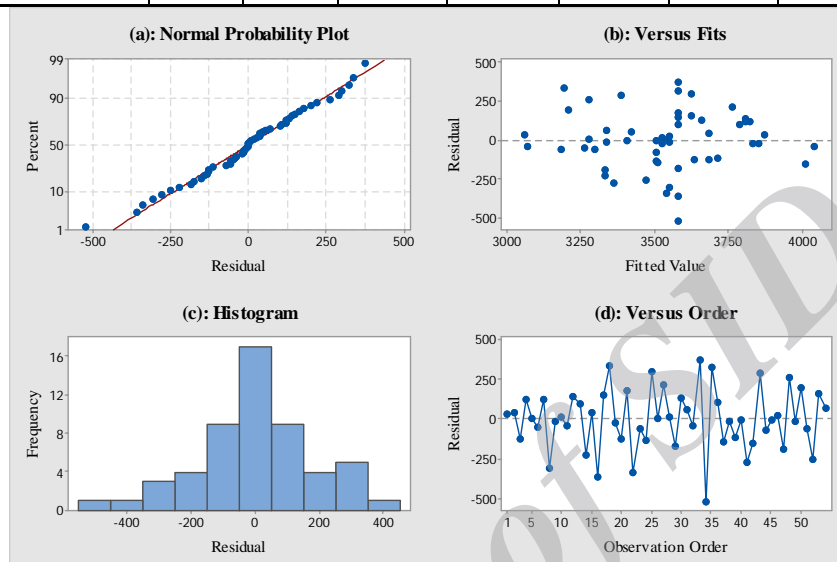 (a): Normal Probability Plot
99
90
50
10
1
Percent
-500 -250 0 250 500
Residual
(b): Versus Fits
500
250
0
-250
-500
Residual
3000 3250 3500 3750 4000
Fitted Value
(c): Histogram
16
12
8
4
0
Frequency
-400 -200 0 200 400
Residual
(d): Versus Order
500
250
0
-250
-500
Residual
1 5 10 15 20 25 30 35 40 45 50
Observation Order
of SID